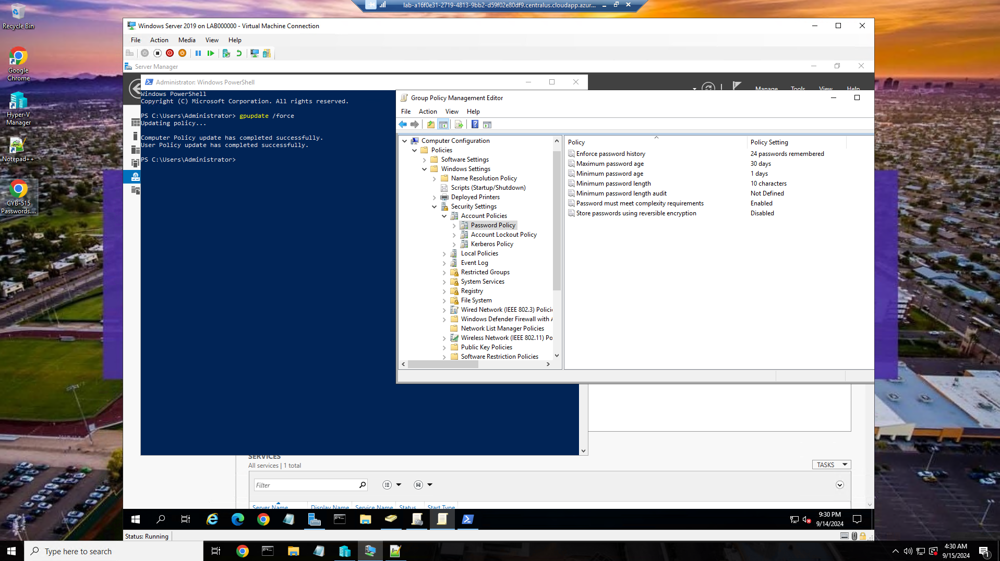 lab-a16f0e31-2719-4813-9bb2-d59f02e80df9.centralus.cloudapp.azur...
Recycle Bin
Google
Chrome
Hyper-V
Manager
Notepad++
CYB-515
Passwords....
Windows Server 2019 on LAB000000 - Virtual Machine Connection
File Action Media View Help
Server Manager
Manage Tools View Help
Administrator: Windows PowerShell
Windows PowerShell
Copyright (C) Microsoft Corporation. All rights reserved.
PS C:\Users\Administrator> gpupdate /force
Updating policy...
Computer Policy update has completed successfully.
User Policy update has completed successfully.
PS C:\Users\Administrator>
Group Policy Management Editor
File Action View Help
Computer Configuration
Policies
Software Settings
Windows Settings
Name Resolution Policy
Scripts (Startup/Shutdown)
Deployed Printers
Security Settings
Account Policies
Password Policy
Account Lockout Policy
Kerberos Policy
Local Policies
Event Log
Restricted Groups
System Services
Registry
File System
Wired Network (IEEE 802.3) Policie
Windows Defender Firewall with A
Network List Manager Policies
Wireless Network (IEEE 802.11) Po
Public Key Policies
Software Restriction Policies
Policy Policy Setting
Enforce password history 24 passwords remembered
Maximum password age 30 days
Minimum password age 1 days
Minimum password length 10 characters
Minimum password length audit Not Defined
Password must meet complexity requirements Enabled
Store passwords using reversible encryption Disabled
SERVICES
All services | 1 total
TASKS
Filter
Server Name Display Name Service Name Status Start Type
9:30 PM
9/14/2024
Status: Running
Type here to search
4:30 AM
9/15/2024
1